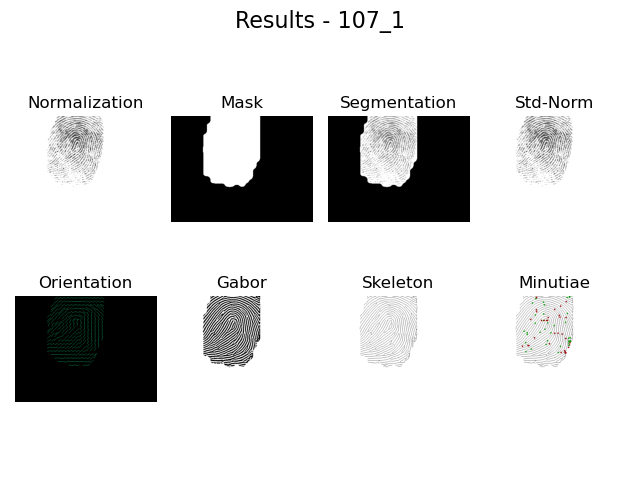 Results - 107_1
Normalization Mask Segmentation Std-Norm
Orientation Gabor Skeleton Minutiae